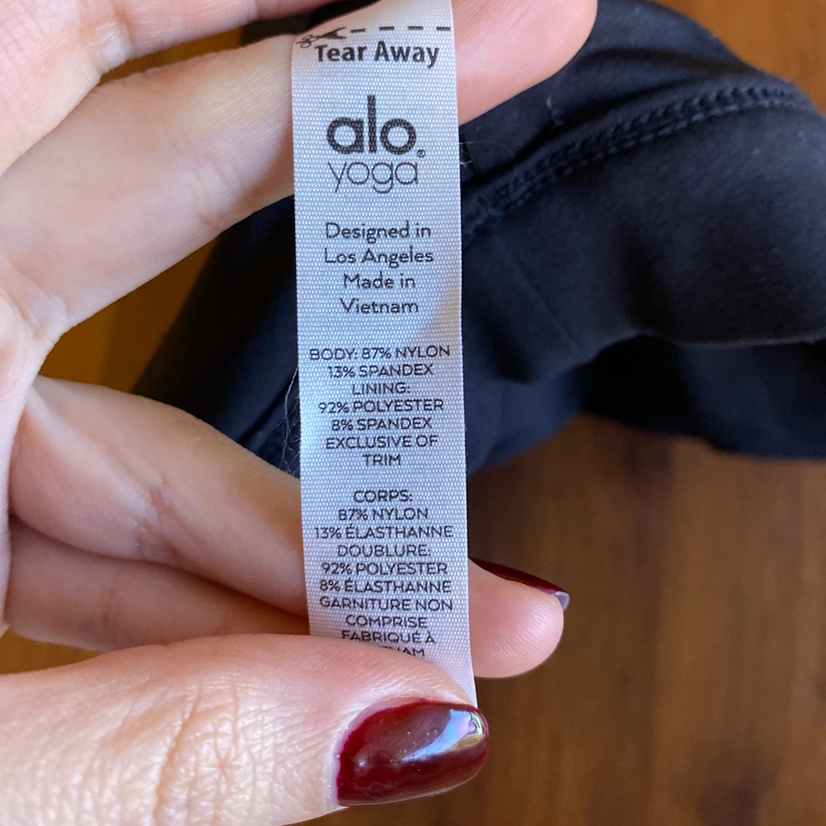 Tear Away
alo®
yoga
Designed in
Los Angeles
Made in
Vietnam
BODY: 87% NYLON
13% SPANDEX
LINING:
92% POLYESTER
8% SPANDEX
EXCLUSIVE OF
TRIM
CORPS:
87% NYLON
13% ÉLASTHANNE
DOUBLURE:
92% POLYESTER
8% ÉLASTHANNE
GARNITURE NON
COMPRISE
FABRIQUÉ À